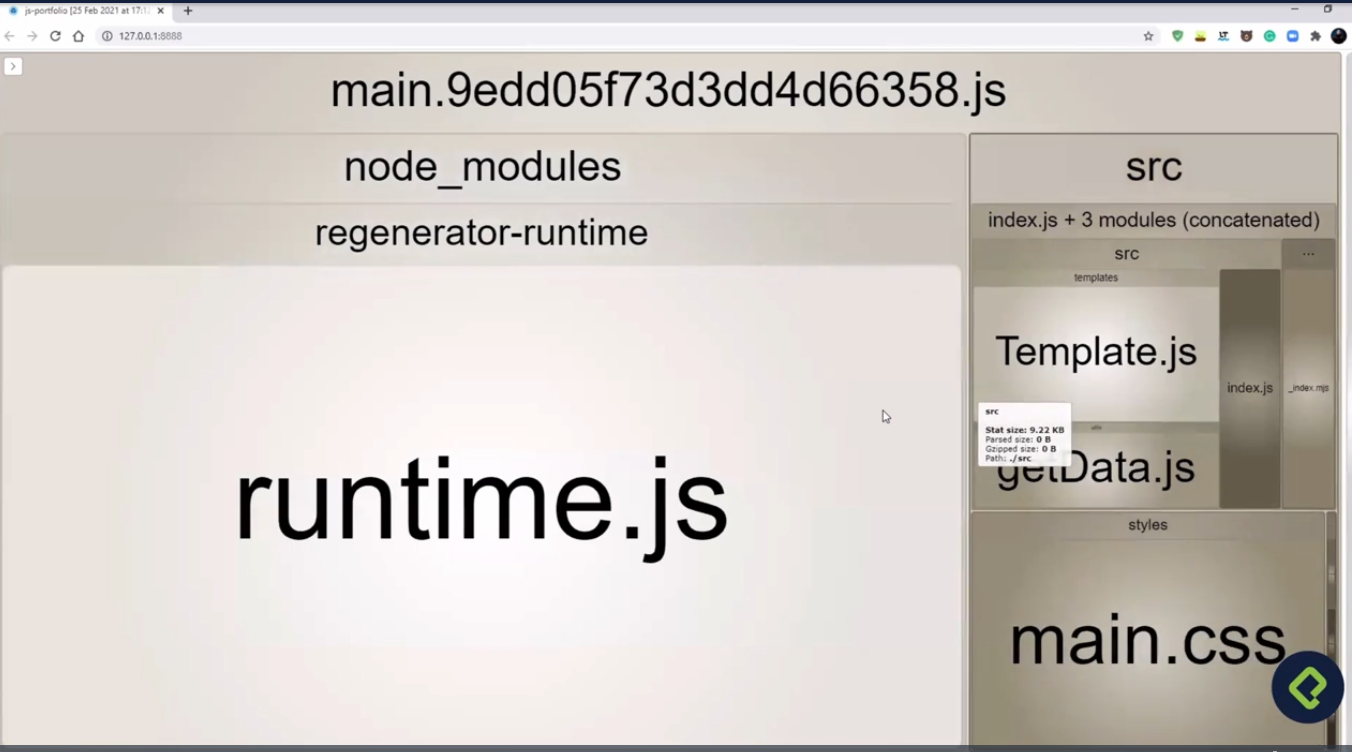 js-portfolio [25 Feb 2021 at 17:1
127.0.0.1:8888
main.9edd05f73d3dd4d66358.js
node_modules
src
regenerator-runtime
index.js + 3 modules (concatenated)
src
...
templates
Template.js
index.js
_index.mjs
src
Stat size: 9.22 KB
Parsed size: 0 B
Gzipped size: 0 B
Path: ./src
utils
getData.js
runtime.js
styles
main.css